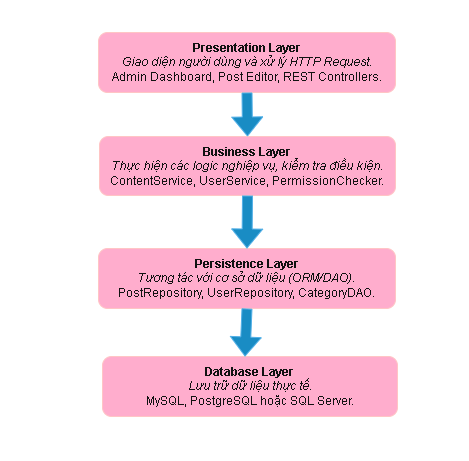 Presentation Layer
Giao diện người dùng và xử lý HTTP Request.
Admin Dashboard, Post Editor, REST Controllers.
Business Layer
Thực hiện các logic nghiệp vụ, kiểm tra điều kiện.
ContentService, UserService, PermissionChecker.
Persistence Layer
Tương tác với cơ sở dữ liệu (ORM/DAO).
PostRepository, UserRepository, CategoryDAO.
Database Layer
Lưu trữ dữ liệu thực tế.
MySQL, PostgreSQL hoặc SQL Server.